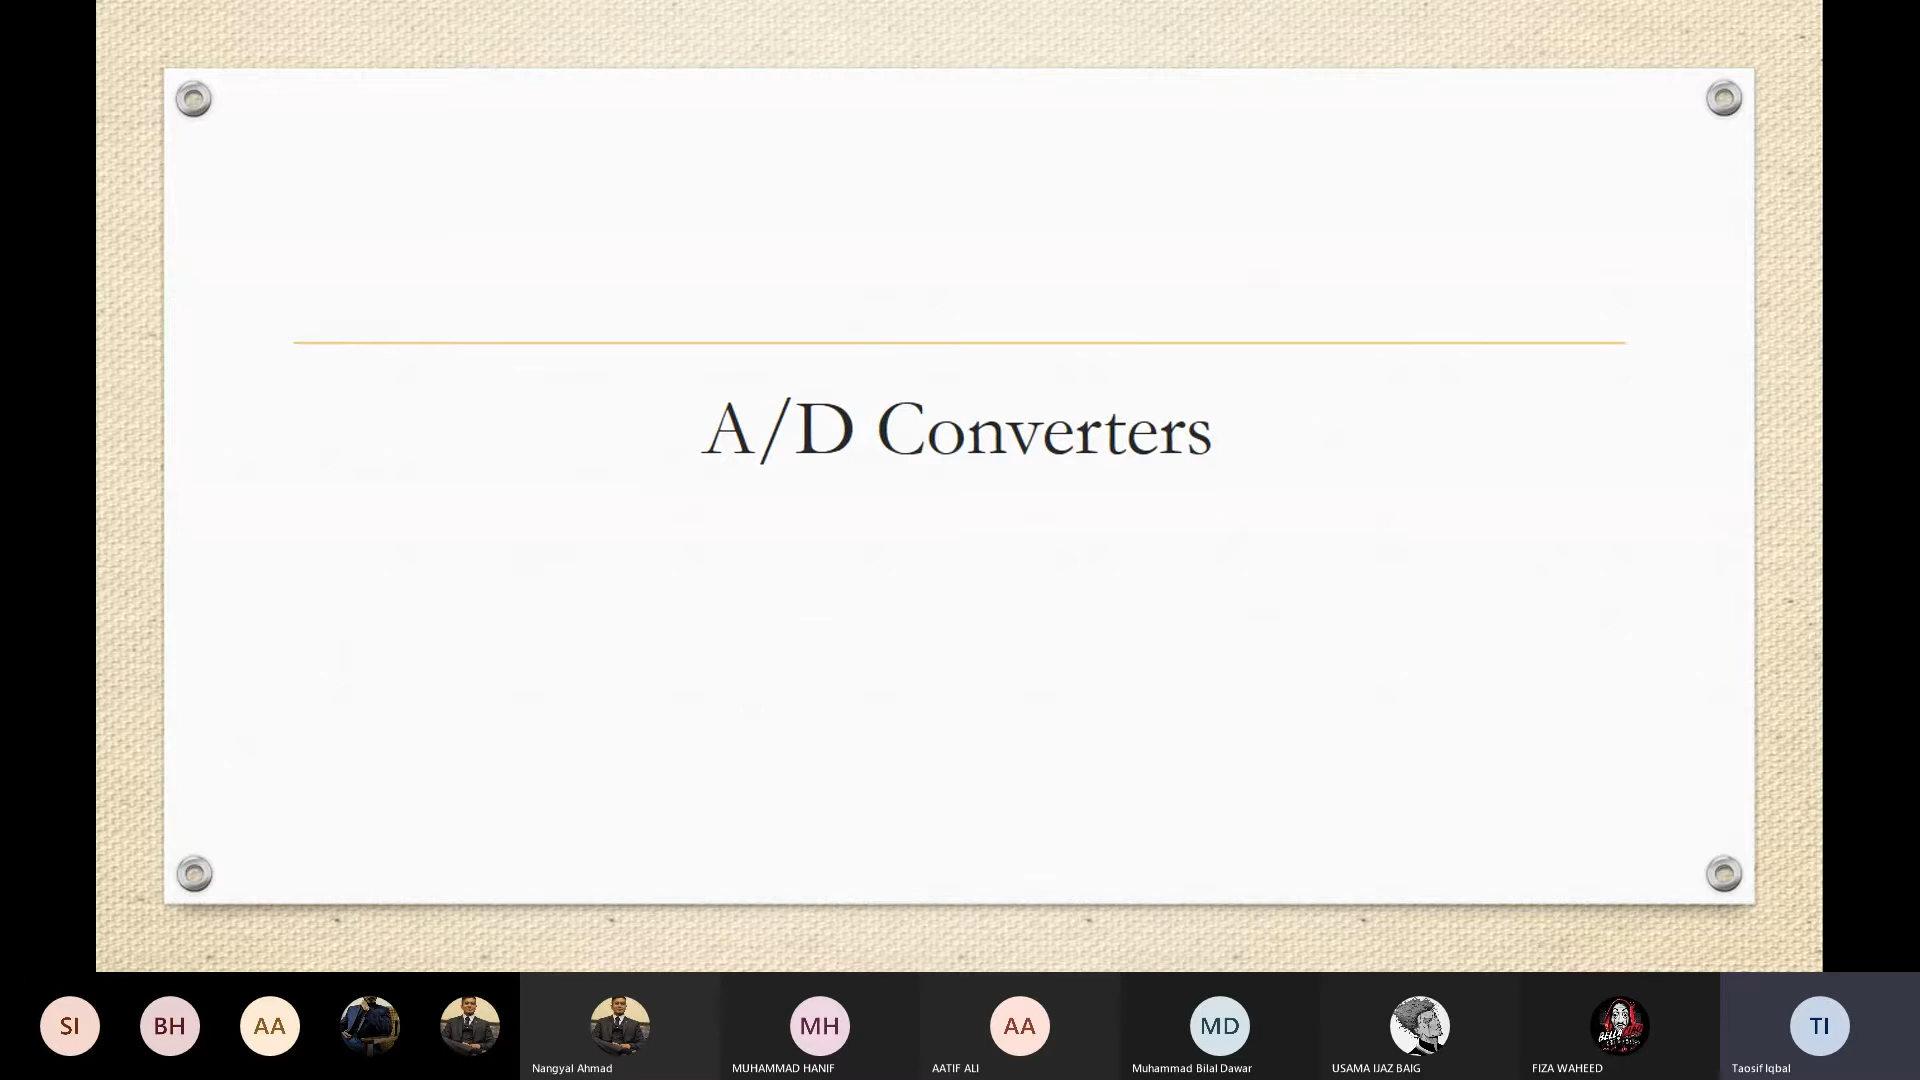 A/D Converters
SI
BH
AA
MH
AA
MD
TI
Nangyal Ahmad
MUHAMMAD HANIF
AATIF ALI
Muhammad Bilal Dawar
USAMA IJAZ BAIG
FIZA WAHEED
Taosif Iqbal